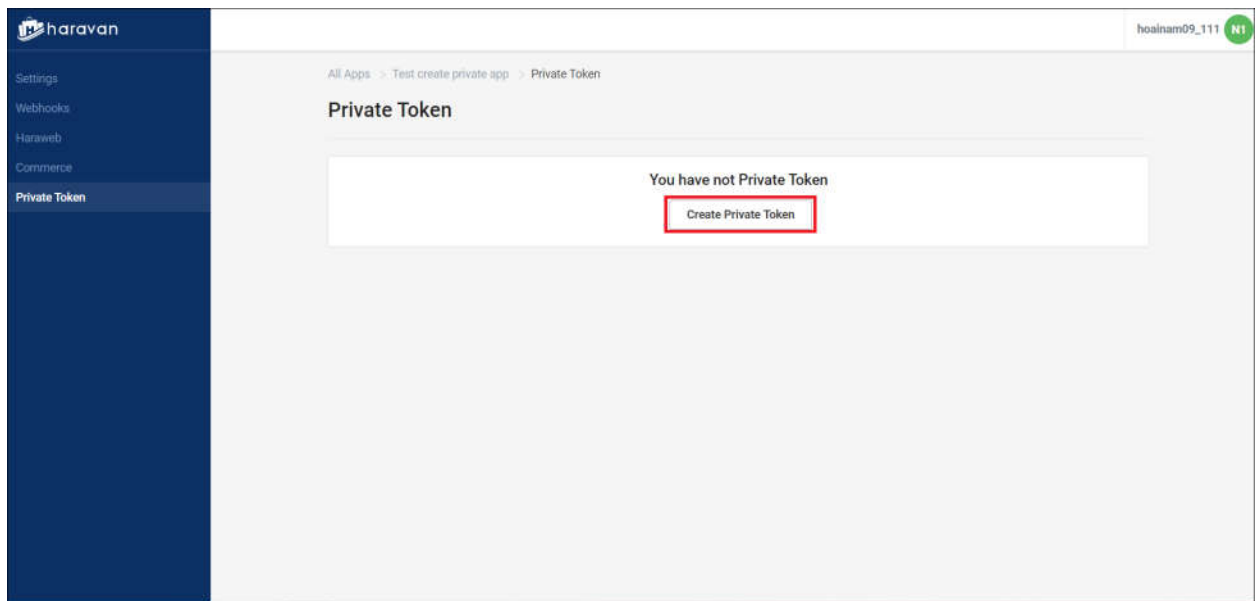 haravan
hoainam09_111 N1
Settings
Webhooks
Haraweb
Commerce
Private Token
All Apps > Test create private app > Private Token
Private Token
You have not Private Token
Create Private Token